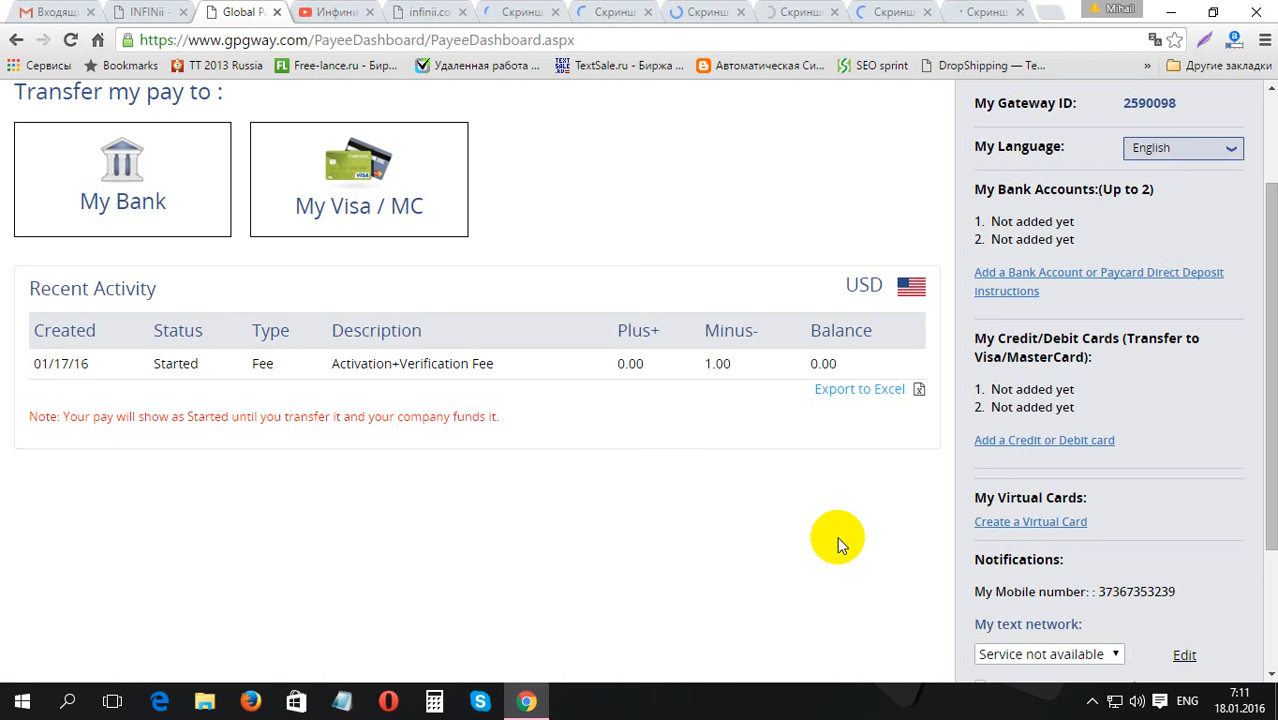 Входящ
INFINii -
Global P
Инфини
infinii.co
Скринш
Скринш
Скринш
Скринш
Скринш
Скринш
Mihail
https://www.gpgway.com/PayeeDashboard/PayeeDashboard.aspx
Сервисы
Bookmarks
TT 2013 Russia
Free-lance.ru - Бир...
Удаленная работа ...
TextSale.ru - Биржа ...
Автоматическая Си...
SEO sprint
DropShipping — Те...
»
Другие закладки
Transfer my pay to :
My Bank
My Visa / MC
Recent Activity
USD
Created Status Type Description Plus+ Minus- Balance
01/17/16 Started Fee Activation+Verification Fee 0.00 1.00 0.00
Export to Excel
Note: Your pay will show as Started until you transfer it and your company funds it.
My Gateway ID: 2590098
My Language: English
My Bank Accounts:(Up to 2)
1. Not added yet
2. Not added yet
Add a Bank Account or Paycard Direct Deposit
Instructions
My Credit/Debit Cards (Transfer to
Visa/MasterCard):
1. Not added yet
2. Not added yet
Add a Credit or Debit card
My Virtual Cards:
Create a Virtual Card
Notifications:
My Mobile number: : 37367353239
My text network:
Service not available Edit
ENG
7:11
18.01.2016